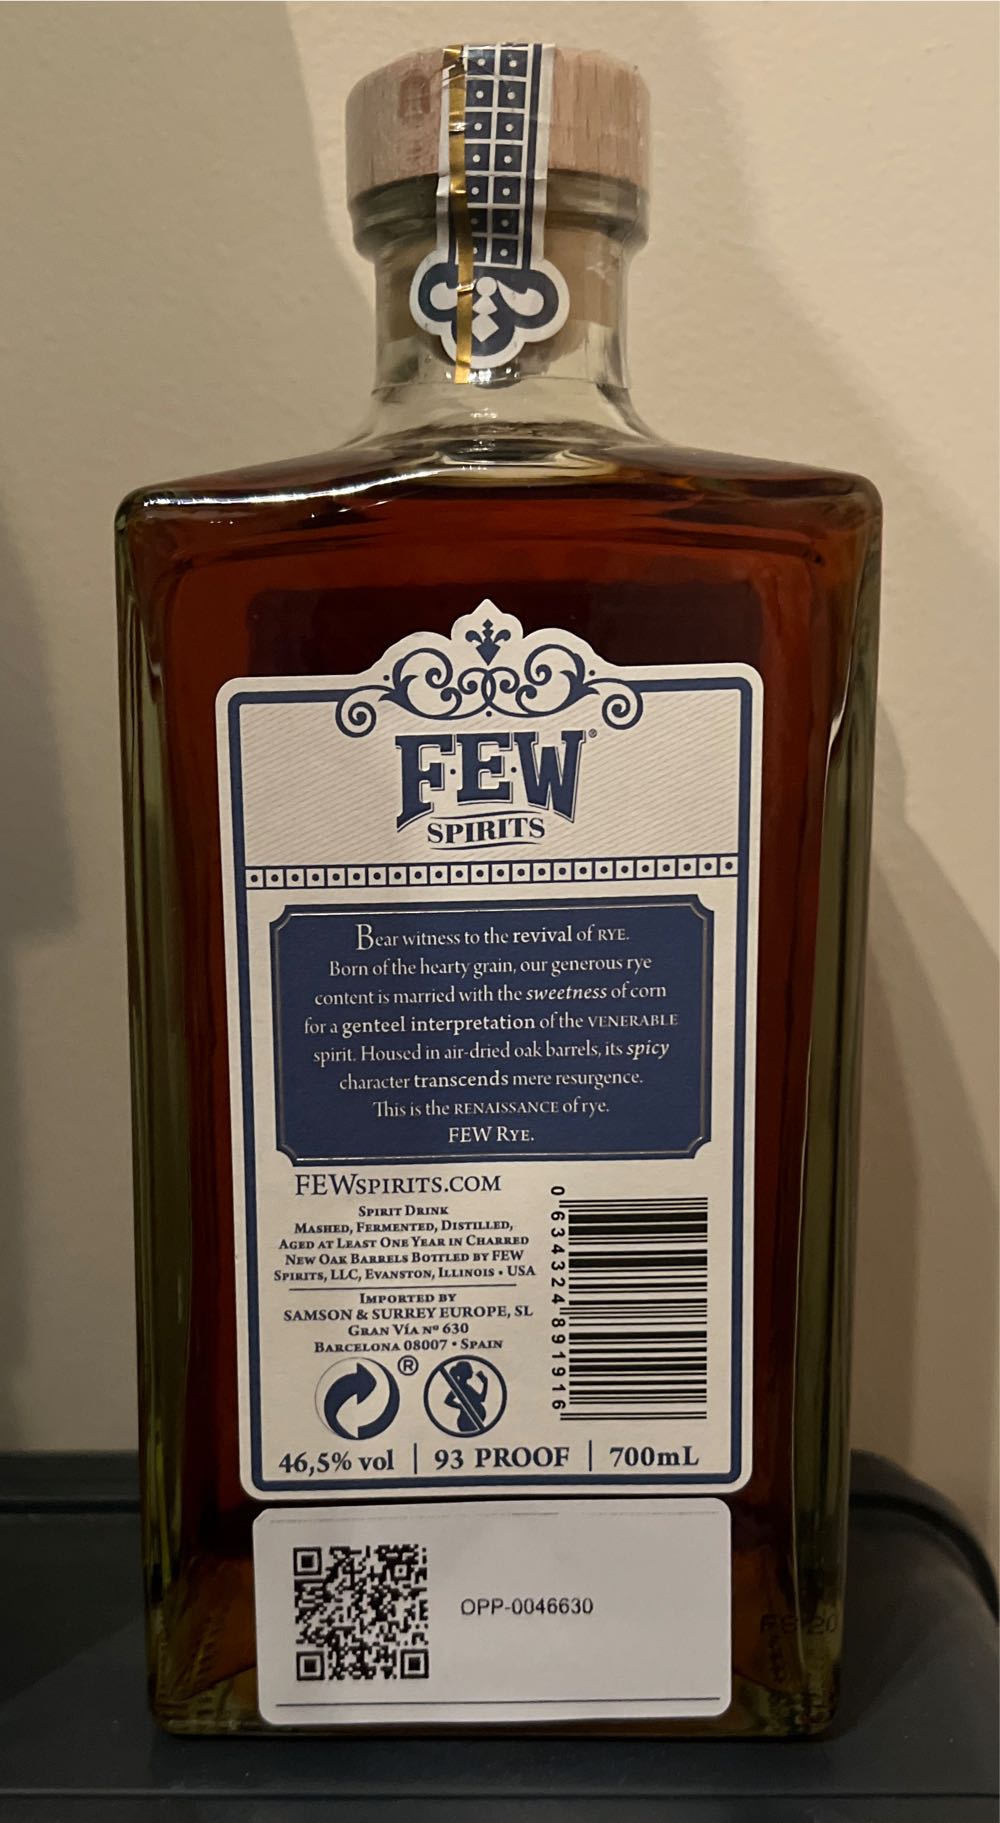 F·E·W®
SPIRITS
Bear witness to the revival of RYE.
Born of the hearty grain, our generous rye
content is married with the sweetness of corn
for a genteel interpretation of the VENERABLE
spirit. Housed in air-dried oak barrels, its spicy
character transcends mere resurgence.
This is the RENAISSANCE of rye.
FEW RYE.
FEWSPIRITS.COM
SPIRIT DRINK
MASHED, FERMENTED, DISTILLED,
AGED AT LEAST ONE YEAR IN CHARRED
NEW OAK BARRELS BOTTLED BY FEW
SPIRITS, LLC, EVANSTON, ILLINOIS • USA
IMPORTED BY
SAMSON & SURREY EUROPE, SL
GRAN VÍA Nº 630
BARCELONA 08007 • SPAIN
®
0 634324 891916
46,5% vol | 93 PROOF | 700mL
OPP-0046630